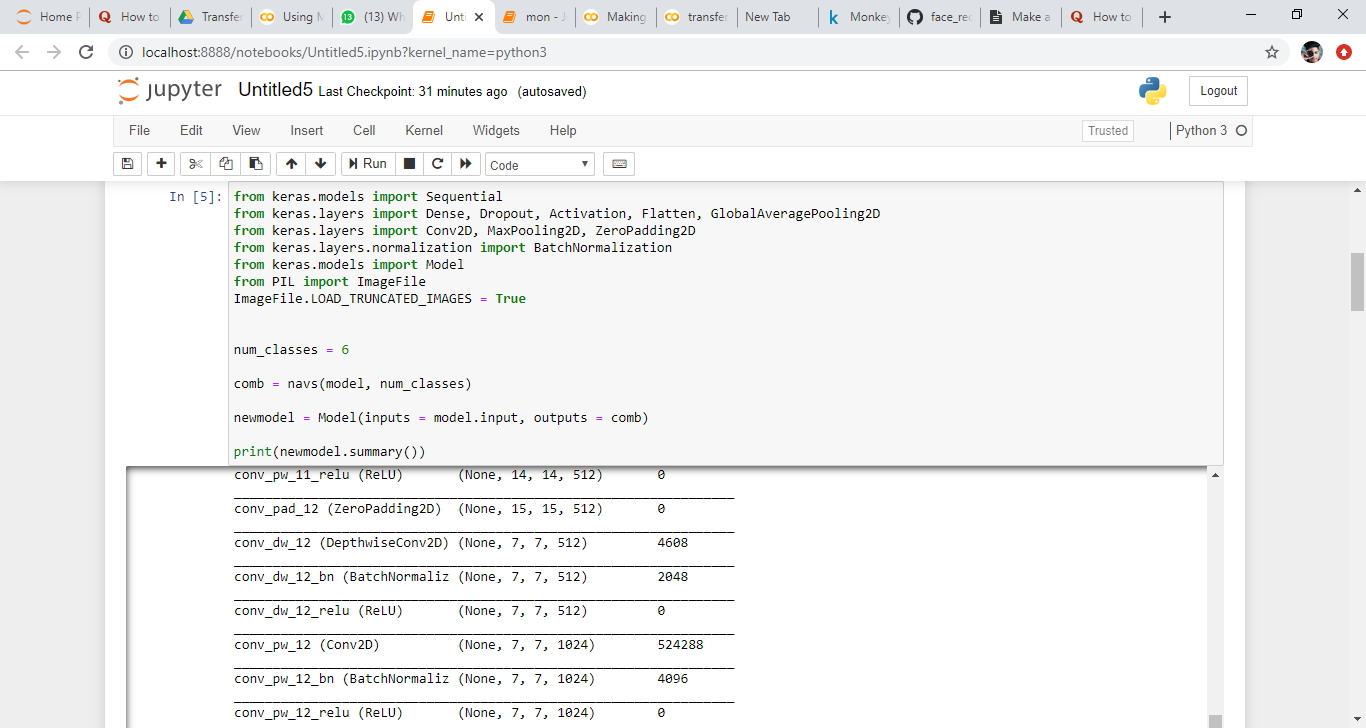 Home P
Q How to
Transfer
Using M
(13) Wh
Unti
mon - J
Making
transfer
New Tab
k Monkey
face_rec
Make a
Q How to
localhost:8888/notebooks/Untitled5.ipynb?kernel_name=python3
jupyter Untitled5 Last Checkpoint: 31 minutes ago (autosaved)
Logout
File Edit View Insert Cell Kernel Widgets Help
Trusted
Python 3
Run
Code
In [5]:
from keras.models import Sequential
from keras.layers import Dense, Dropout, Activation, Flatten, GlobalAveragePooling2D
from keras.layers import Conv2D, MaxPooling2D, ZeroPadding2D
from keras.layers.normalization import BatchNormalization
from keras.models import Model
from PIL import ImageFile
ImageFile.LOAD_TRUNCATED_IMAGES = True
num_classes = 6
comb = navs(model, num_classes)
newmodel = Model(inputs = model.input, outputs = comb)
print(newmodel.summary())
conv_pw_11_relu (ReLU) (None, 14, 14, 512) 0
conv_pad_12 (ZeroPadding2D) (None, 15, 15, 512) 0
conv_dw_12 (DepthwiseConv2D) (None, 7, 7, 512) 4608
conv_dw_12_bn (BatchNormaliz (None, 7, 7, 512) 2048
conv_dw_12_relu (ReLU) (None, 7, 7, 512) 0
conv_pw_12 (Conv2D) (None, 7, 7, 1024) 524288
conv_pw_12_bn (BatchNormaliz (None, 7, 7, 1024) 4096
conv_pw_12_relu (ReLU) (None, 7, 7, 1024) 0